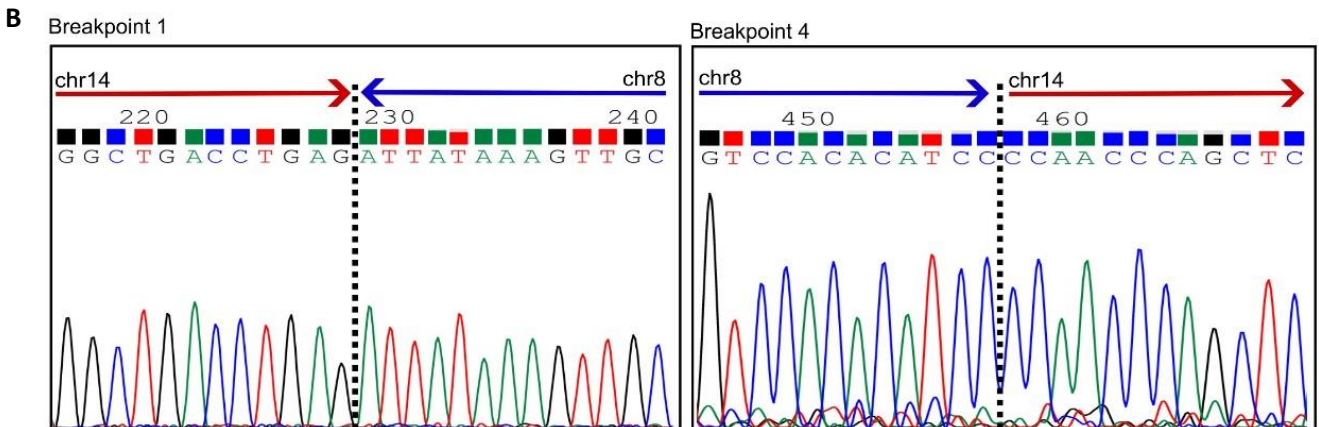 B
Breakpoint 1
chr14 chr8
220 230 240
GGCTGACCTGAGATTATAAAGTTGC
Breakpoint 4
chr8 chr14
450 460
GTCCACACATCCCCAACCCAGCTC